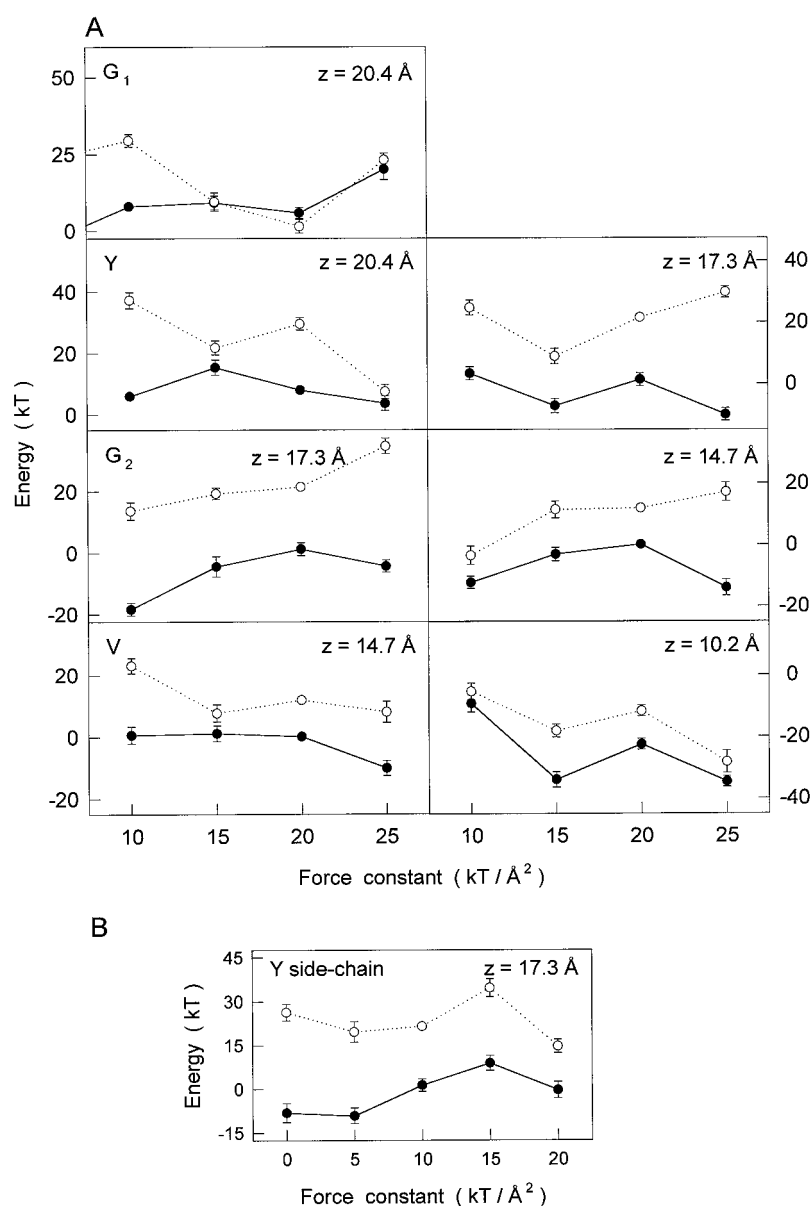 A
G1 z = 20.4 Å
50
25
0
Y z = 20.4 Å
z = 17.3 Å
40
20
0
40
20
0
G2 z = 17.3 Å
z = 14.7 Å
20
0
-20
20
0
-20
V z = 14.7 Å
z = 10.2 Å
20
0
-20
0
-20
-40
Energy ( kT )
10 15 20 25
10 15 20 25
Force constant ( kT / Å²)
B
Y side-chain z = 17.3 Å
45
30
15
0
-15
Energy ( kT )
0 5 10 15 20
Force constant ( kT / Å²)